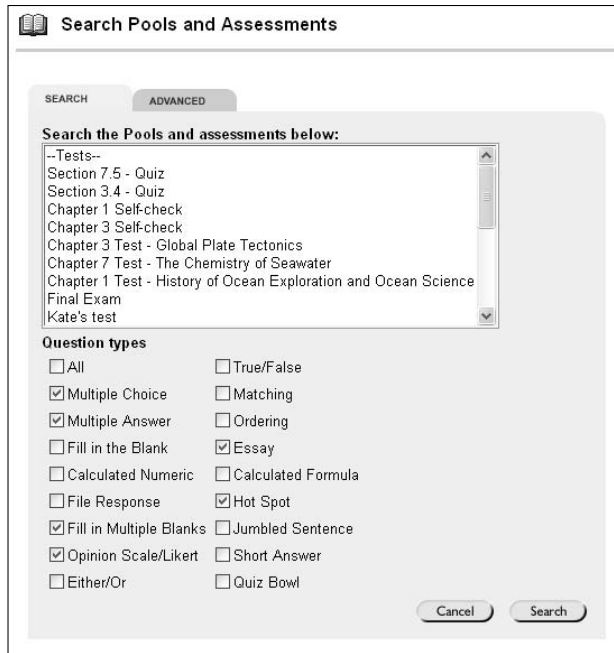 Search Pools and Assessments
SEARCH
ADVANCED
Search the Pools and assessments below:
--Tests--
Section 7.5 - Quiz
Section 3.4 - Quiz
Chapter 1 Self-check
Chapter 3 Self-check
Chapter 3 Test - Global Plate Tectonics
Chapter 7 Test - The Chemistry of Seawater
Chapter 1 Test - History of Ocean Exploration and Ocean Science
Final Exam
Kate's test
Question types
All True/False
Multiple Choice Matching
Multiple Answer Ordering
Fill in the Blank Essay
Calculated Numeric Calculated Formula
File Response Hot Spot
Fill in Multiple Blanks Jumbled Sentence
Opinion Scale/Likert Short Answer
Either/Or Quiz Bowl
Cancel Search